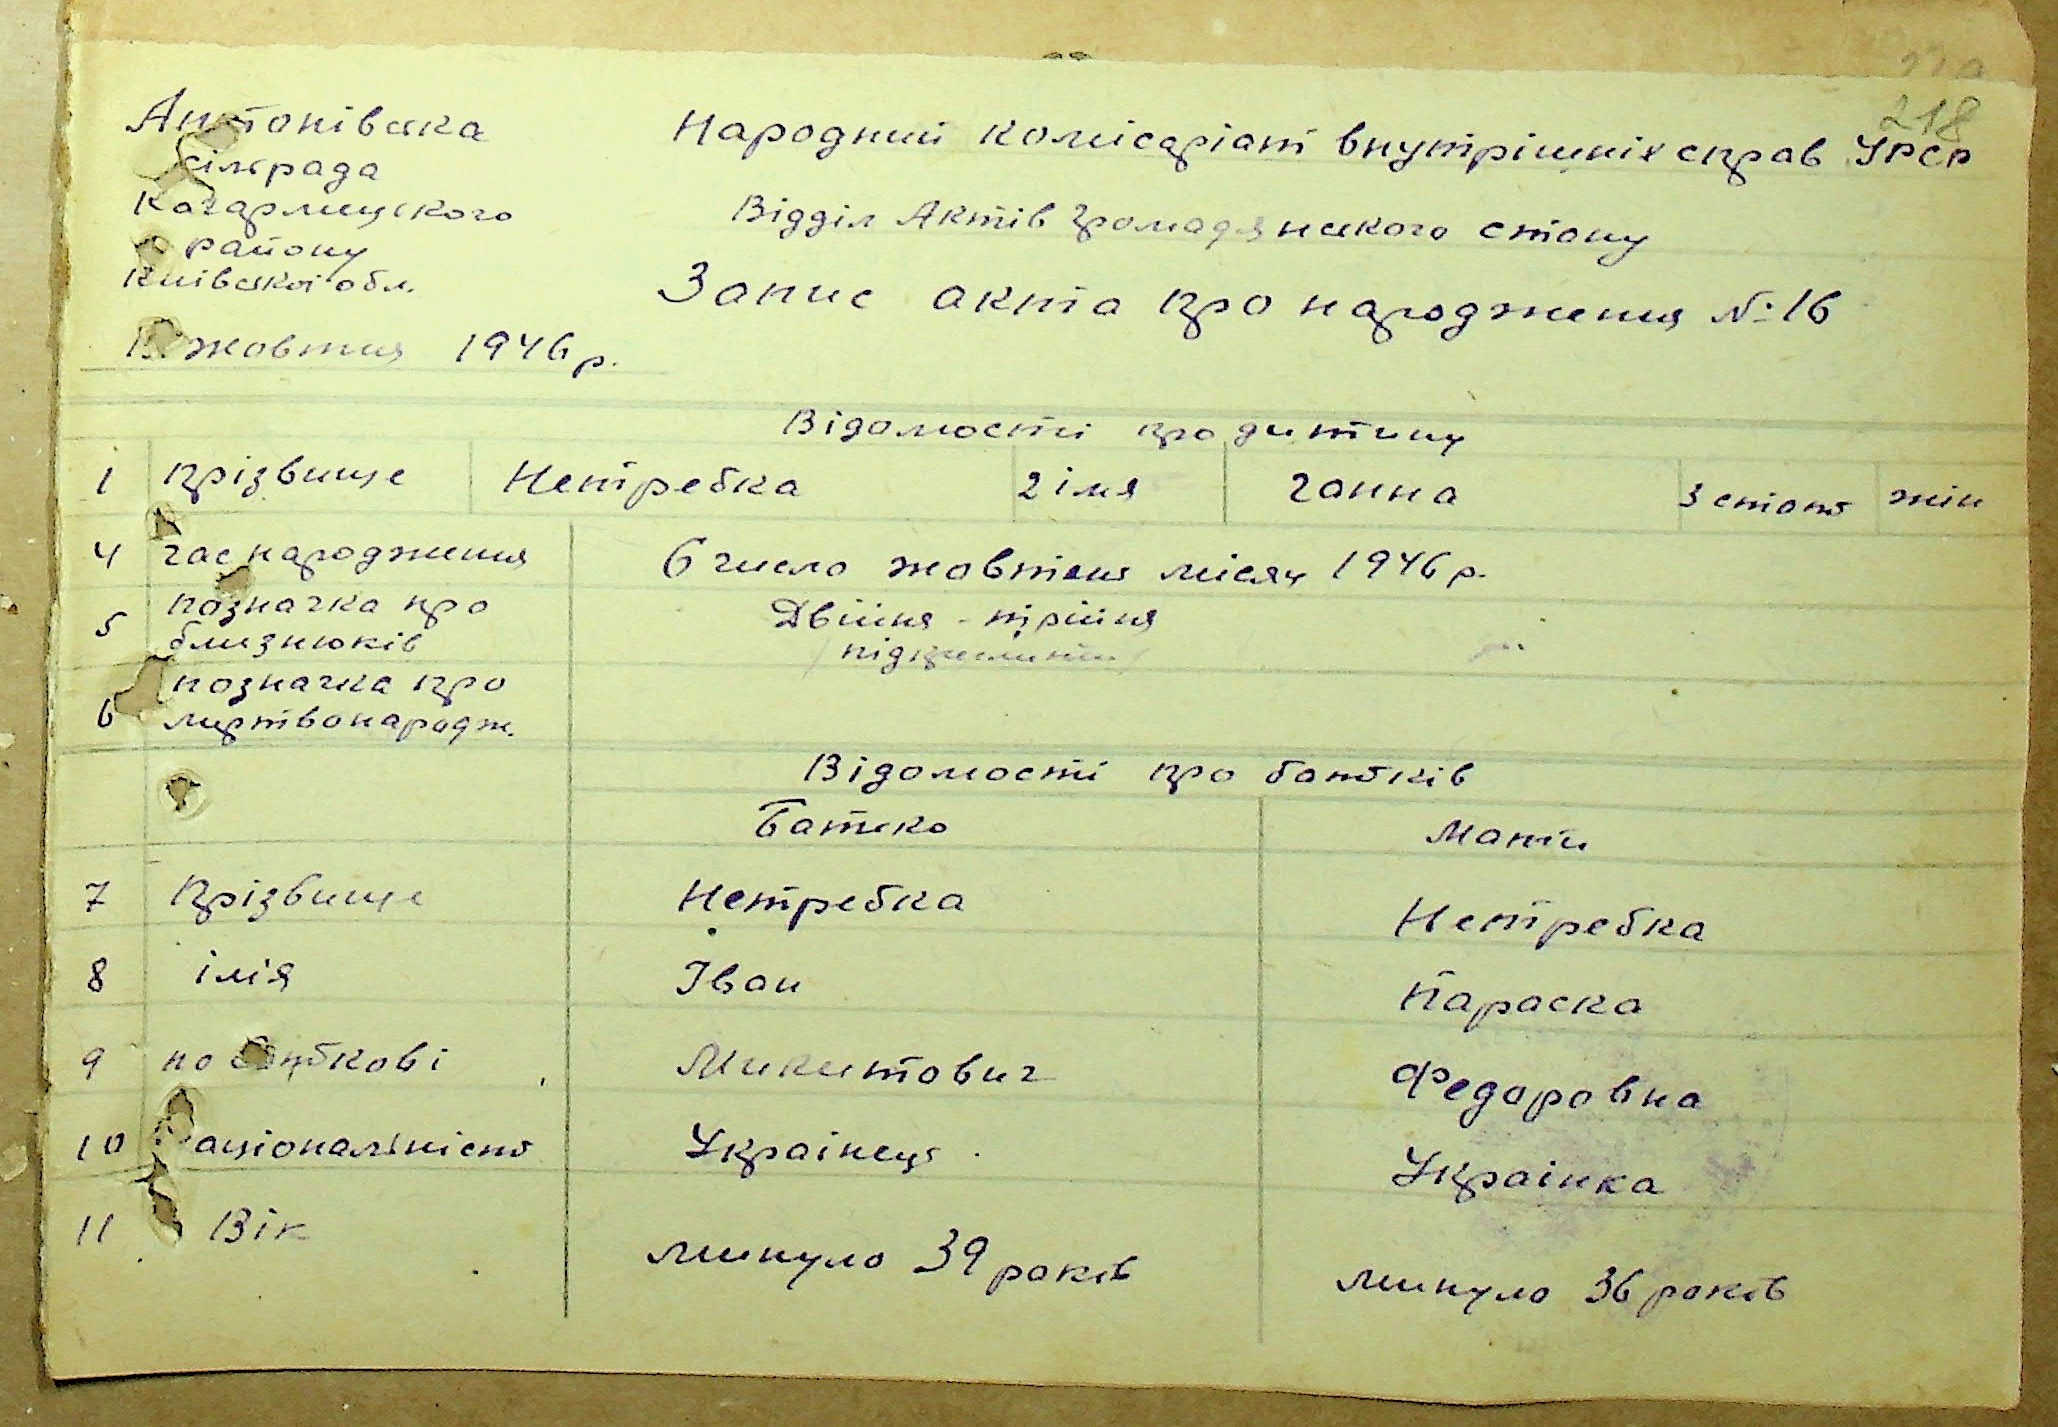 218
Антонівська
сільрада
Кагарлицького
району
Київської обл.
жовтня 1946 р.
Народний комісаріат внутрішніх справ УРСР
Відділ Актів Громадянського стану
Запис акта про народження № 16
Відомості про дитину
1 прізвище Нетребка 2 імя Ганна 3 стать жін
4 час народження 6 число жовтня місяц 1946 р.
5 позначка про близнюків Двійня - трійня
підкреслити
6 позначка про мертвонародж.
Відомості про батьків
Батько Мати
7 Прізвище Нетребка Нетребка
8 імія Іван Параска
9 по батькові Микитович Федоровна
10 національність Українець Українка
11 Вік минуло 39 років минуло 36 років